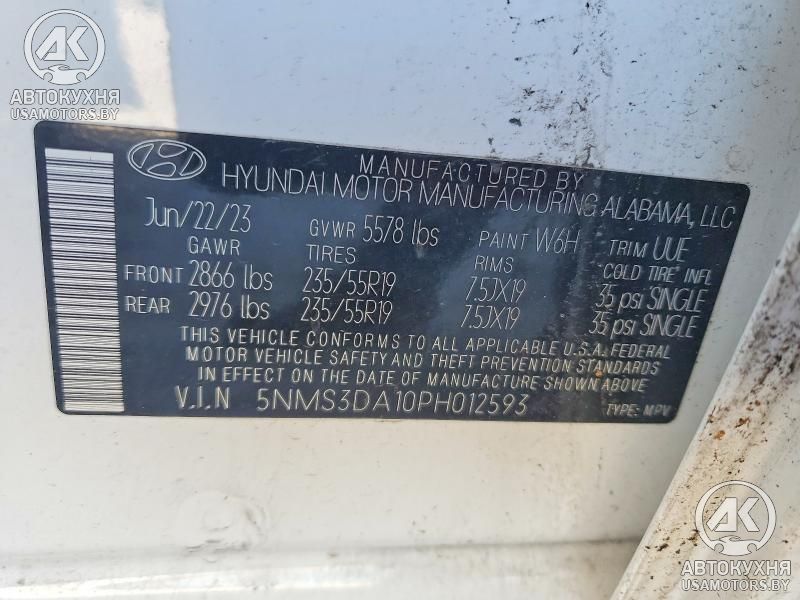 AK
АВТОКУХНЯ
USAMOTORS.BY
MANUFACTURED BY
HYUNDAI MOTOR MANUFACTURING ALABAMA, LLC
Jun/22/23 GVWR 5578 lbs PAINT W6H TRIM UUE
GAWR TIRES RIMS COLD TIRE INFL
FRONT 2866 lbs 235/55R19 7.5JX19 35 psi SINGLE
REAR 2976 lbs 235/55R19 7.5JX19 35 psi SINGLE
THIS VEHICLE CONFORMS TO ALL APPLICABLE U.S.A. FEDERAL
MOTOR VEHICLE SAFETY AND THEFT PREVENTION STANDARDS
IN EFFECT ON THE DATE OF MANUFACTURE SHOWN ABOVE
V.I.N 5NMS3DA10PH012593 TYPE: MPV
AK
АВТОКУХНЯ
USAMOTORS.BY